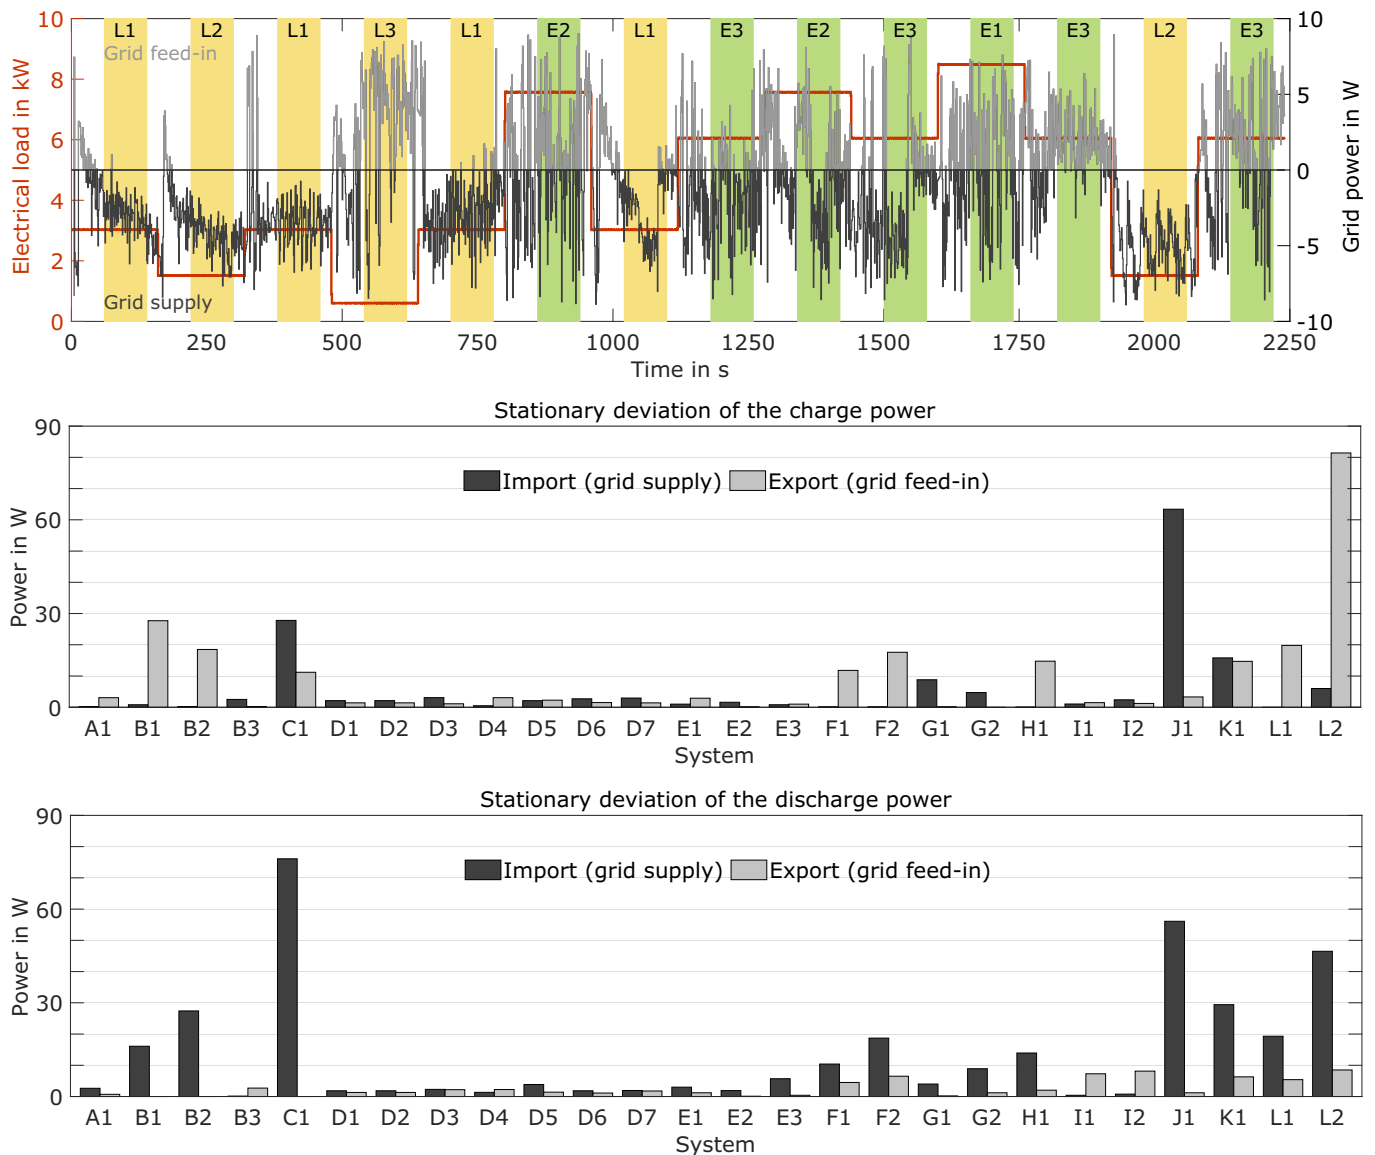 L1 L2 L1 L3 L1 E2 L1 E3 E2 E3 E1 E3 L2 E3
Grid feed-in
Grid supply
Electrical load in kW
10
8
6
4
2
0
Grid power in W
10
5
0
-5
-10
0 250 500 750 1000 1250 1500 1750 2000 2250
Time in s
Stationary deviation of the charge power
Import (grid supply) Export (grid feed-in)
Power in W
90
60
30
0
A1 B1 B2 B3 C1 D1 D2 D3 D4 D5 D6 D7 E1 E2 E3 F1 F2 G1 G2 H1 I1 I2 J1 K1 L1 L2
System
Stationary deviation of the discharge power
Import (grid supply) Export (grid feed-in)
Power in W
90
60
30
0
A1 B1 B2 B3 C1 D1 D2 D3 D4 D5 D6 D7 E1 E2 E3 F1 F2 G1 G2 H1 I1 I2 J1 K1 L1 L2
System